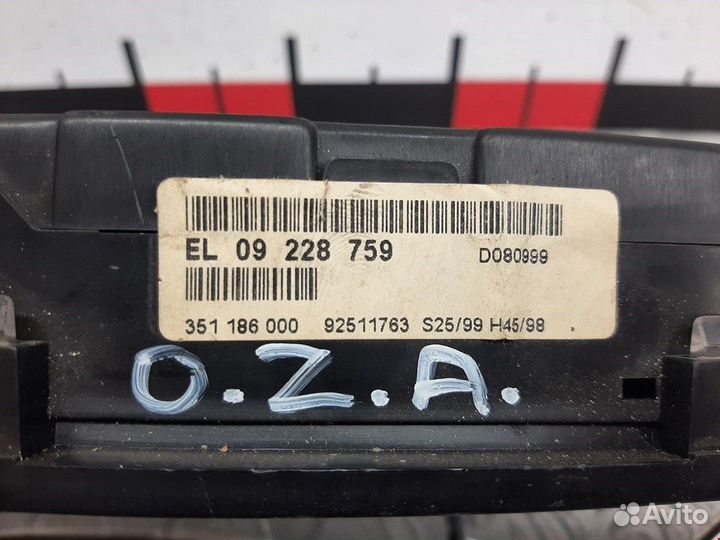 EL 09 228 759 D080999
351 186 000 92511763 S25/99 H45/98
O.Z.A.
Avito